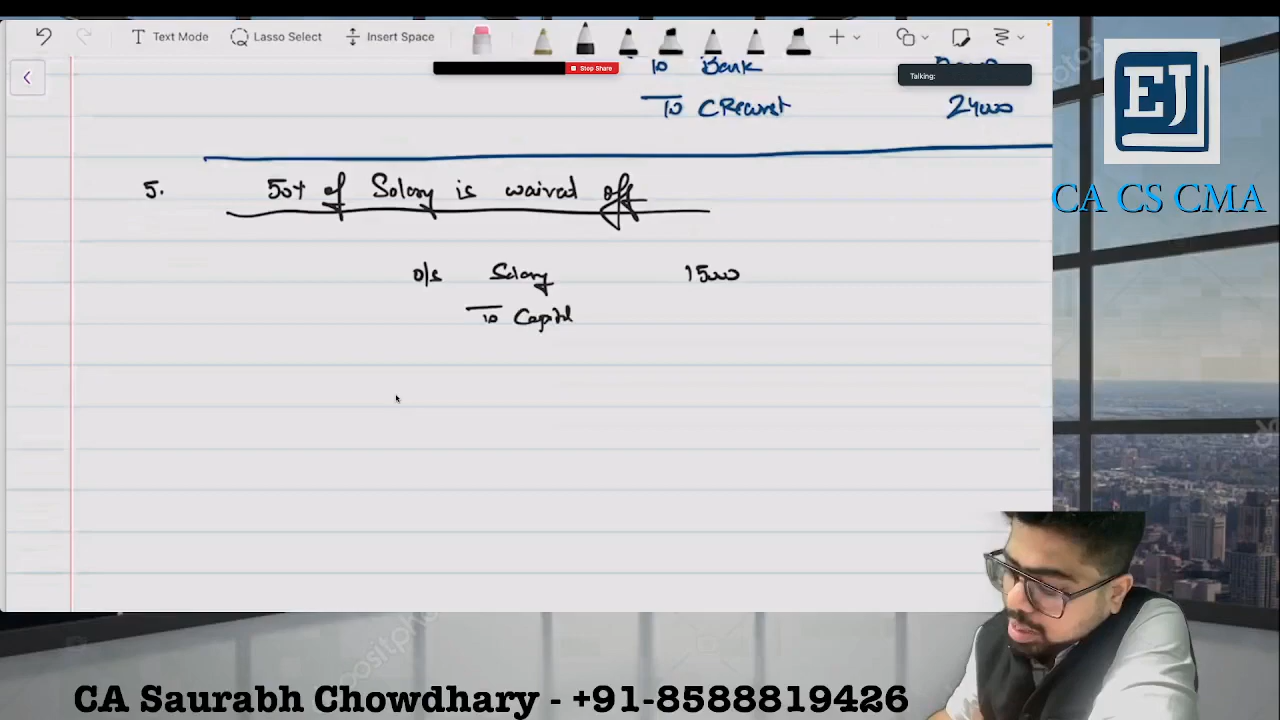 Text Mode
Lasso Select
Insert Space
Stop Share
Talking:
To Bank
To CReconst 24000
EJ
CA CS CMA
5. 50% of Salary is waived off
o/s Salary 15000
To Capital
CA Saurabh Chowdhary - +91-8588819426